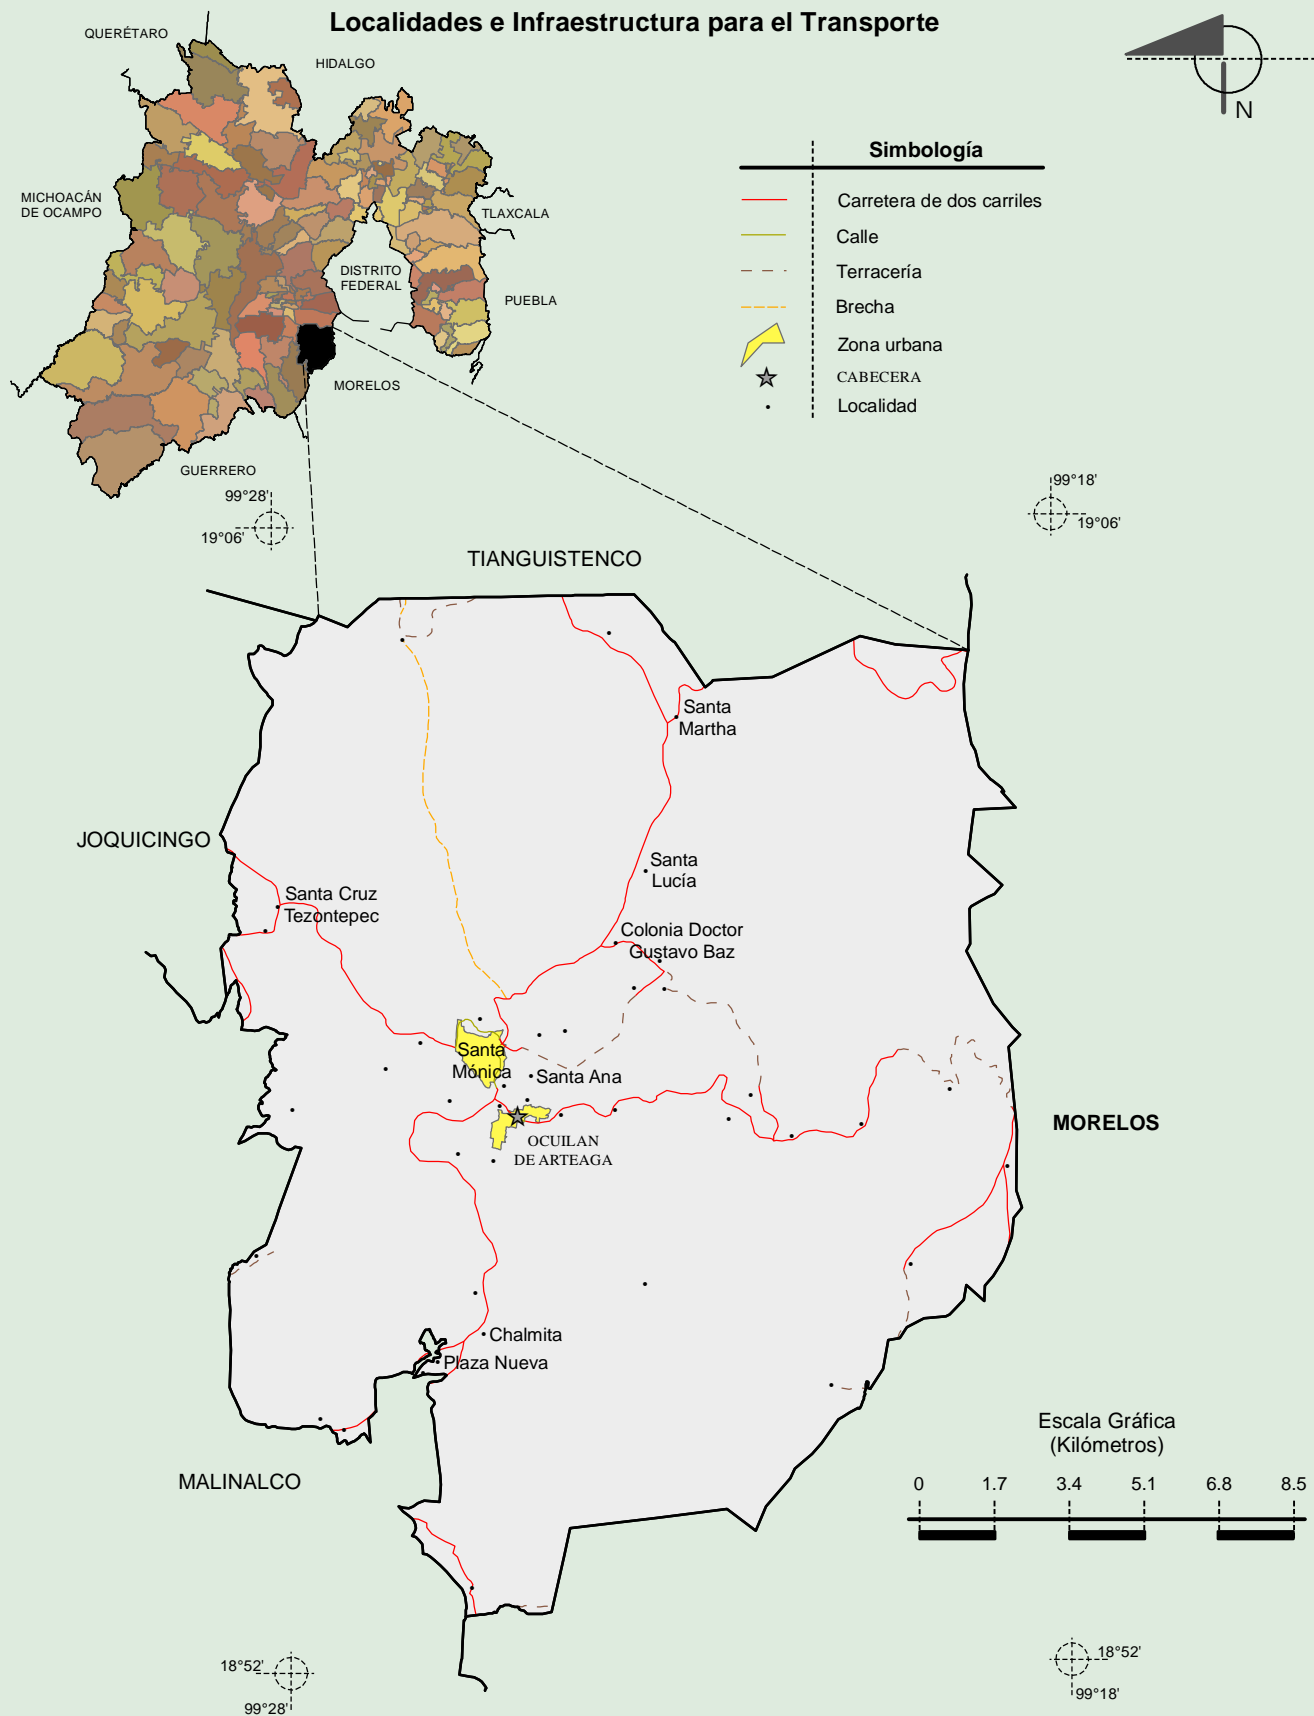 Localidades e Infraestructura para el Transporte
QUERÉTARO
HIDALGO
N
MICHOACÁN
DE OCAMPO
TLAXCALA
DISTRITO
FEDERAL
PUEBLA
MORELOS
GUERRERO
Simbología
Carretera de dos carriles
Calle
Terracería
Brecha
Zona urbana
CABECERA
Localidad
99°28'
19°06'
99°18'
19°06'
TIANGUISTENCO
Santa
Martha
JOQUICINGO
Santa
Lucía
Santa Cruz
Tezontepec
Colonia Doctor
Gustavo Baz
Santa
Mónica
Santa Ana
OCUILAN
DE ARTEAGA
MORELOS
Chalmita
Plaza Nueva
MALINALCO
Escala Gráfica
(Kilómetros)
0 1.7 3.4 5.1 6.8 8.5
18°52'
99°28'
18°52'
99°18'